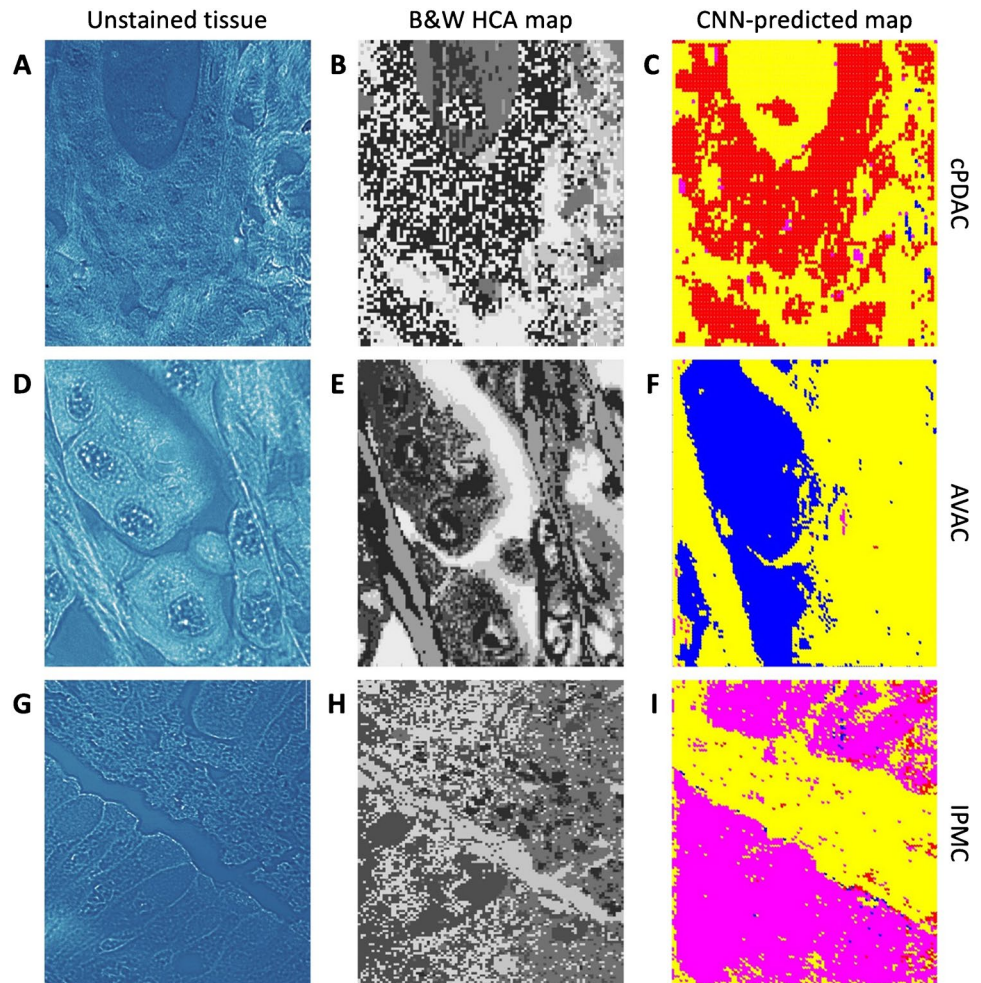 Unstained tissue
B&W HCA map
CNN-predicted map
A
B
C
cPDAC
D
E
F
AVAC
G
H
I
IPMC